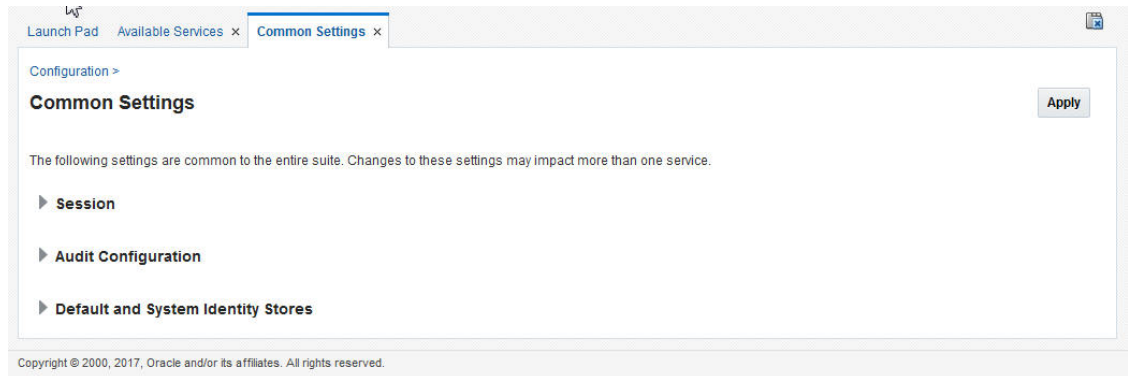 Launch Pad Available Services × Common Settings ×
Configuration >
Common Settings
Apply
The following settings are common to the entire suite. Changes to these settings may impact more than one service.
Session
Audit Configuration
Default and System Identity Stores
Copyright © 2000, 2017, Oracle and/or its affiliates. All rights reserved.